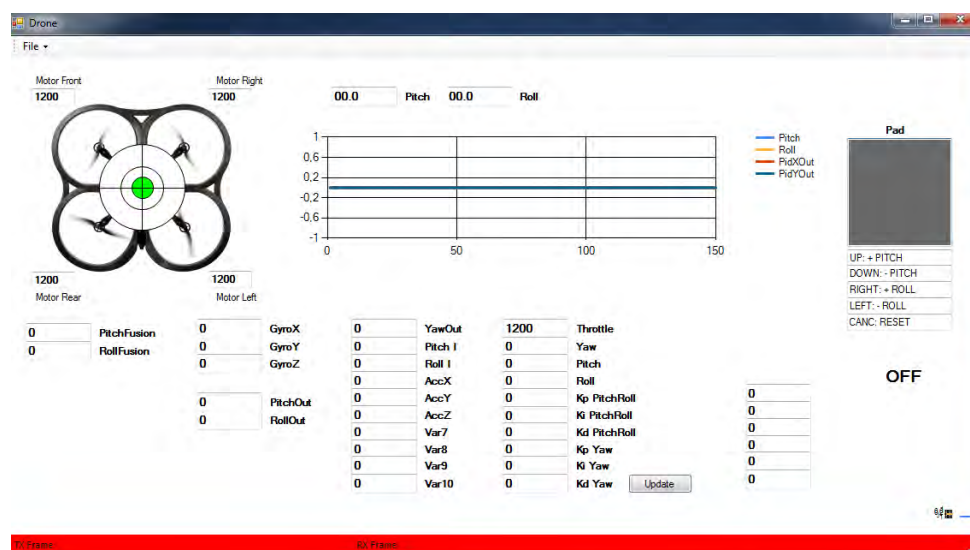 Drone
File
Motor Front
Motor Right
1200
1200
00.0 Pitch 00.0 Roll
Pad
1
0.6
0.2
-0.2
-0.6
-1
0 50 100 150
Pitch
Roll
PidXOut
PidYOut
UP: + PITCH
DOWN: - PITCH
RIGHT: + ROLL
LEFT: - ROLL
CANC: RESET
1200
1200
Motor Rear
Motor Left
0 PitchFusion
0 RollFusion
0 GyroX
0 GyroY
0 GyroZ
0 PitchOut
0 RollOut
0 YawOut
0 Pitch I
0 Roll I
0 AccX
0 AccY
0 AccZ
0 Var7
0 Var8
0 Var9
0 Var10
1200 Throttle
0 Yaw
0 Pitch
0 Roll
0 Kp PitchRoll
0 Ki PitchRoll
0 Kd PitchRoll
0 Kp Yaw
0 Ki Yaw
0 Kd Yaw
Update
0
0
0
0
0
0
OFF
TX Frame
RX Frame